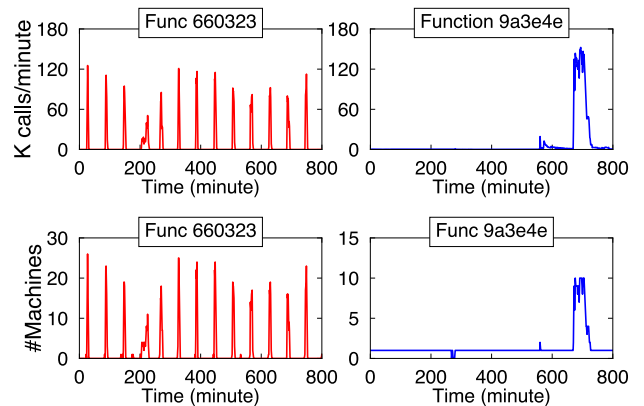 Func 660323
Function 9a3e4e
K calls/minute
180
120
60
0
0 200 400 600 800
Time (minute)
180
120
60
0
0 200 400 600 800
Time (minute)
Func 660323
Func 9a3e4e
#Machines
30
20
10
0
0 200 400 600 800
Time (minute)
15
10
5
0
0 200 400 600 800
Time (minute)